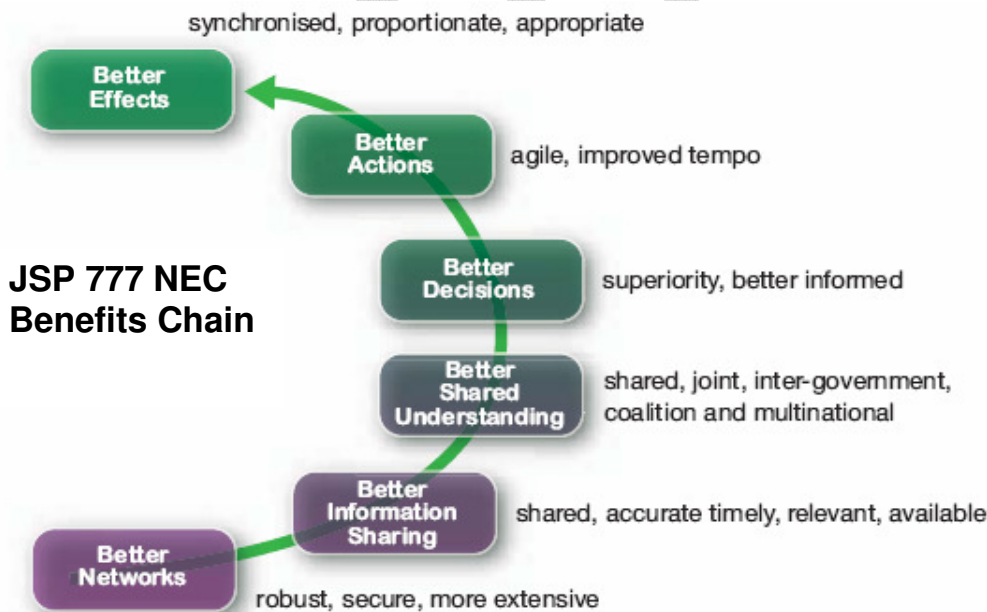 synchronised, proportionate, appropriate
Better
Effects
Better
Actions
agile, improved tempo
Better
Decisions
superiority, better informed
JSP 777 NEC
Benefits Chain
Better
Shared
Understanding
shared, joint, inter-government,
coalition and multinational
Better
Information
Sharing
shared, accurate timely, relevant, available
Better
Networks
robust, secure, more extensive